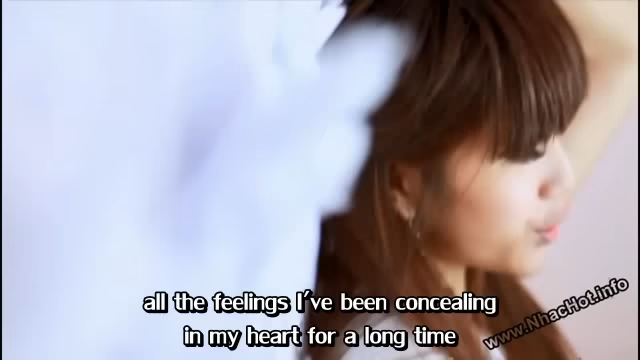 all the feelings I've been concealing
in my heart for a long time
www.NhacHot.info